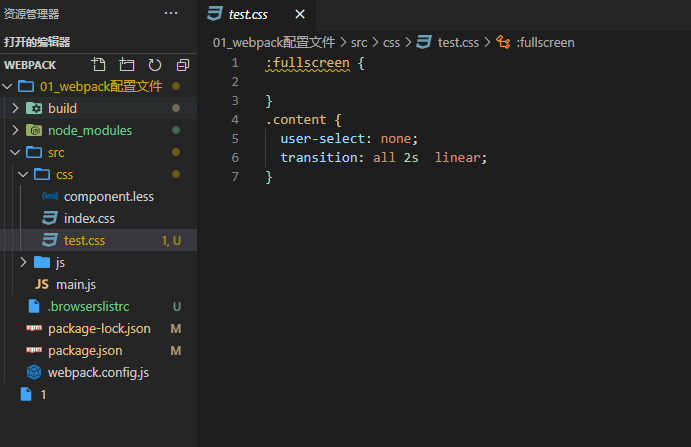 资源管理器 ···
打开的编辑器
WEBPACK
01_webpack配置文件
build
node_modules
src
css
component.less
index.css
test.css 1, U
js
JS main.js
.browserslistrc U
package-lock.json M
package.json M
webpack.config.js
1
test.css ×
01_webpack配置文件 > src > css > test.css > :fullscreen
1 :fullscreen {
2
3 }
4 .content {
5 user-select: none;
6 transition: all 2s  linear;
7 }